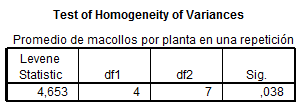 Test of Homogeneity of Variances
Promedio de macollos por planta en una repetición
Levene Statistic df1 df2 Sig.
4,653 4 7 ,038